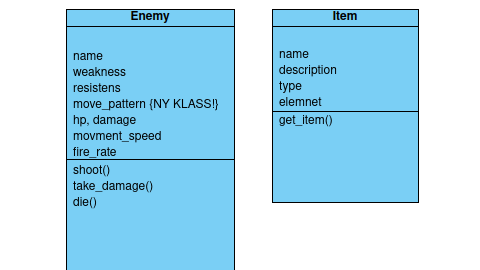 Enemy
name
weakness
resistens
move_pattern {NY KLASS!}
hp, damage
movment_speed
fire_rate
shoot()
take_damage()
die()
Item
name
description
type
elemnet
get_item()